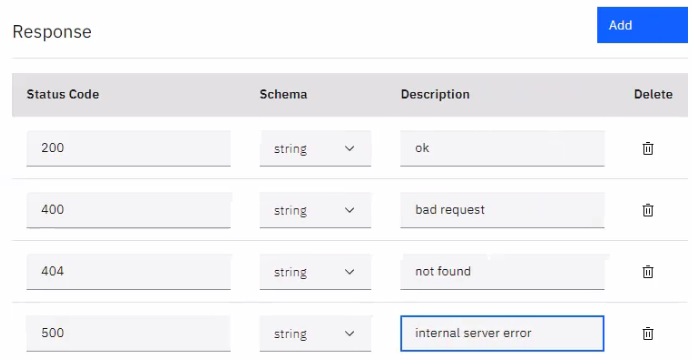 Response
Add
Status Code Schema Description Delete
200 string ok
400 string bad request
404 string not found
500 string internal server error